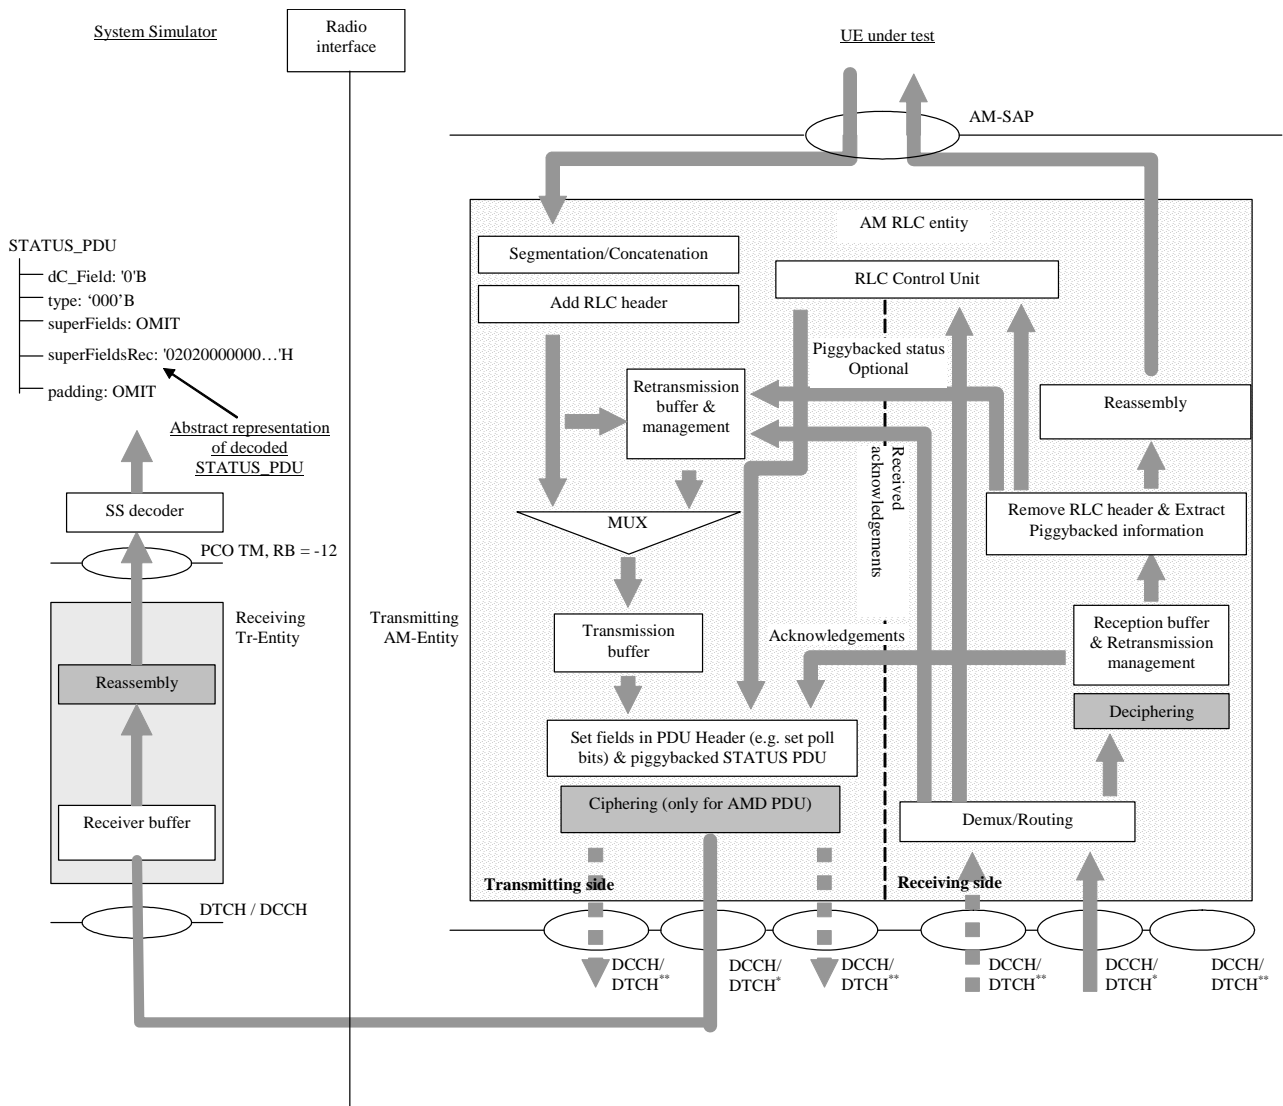 System Simulator
Radio
interface
UE under test
AM-SAP
AM RLC entity
STATUS_PDU
dC_Field: '0'B
type: ‘000’B
superFields: OMIT
superFieldsRec: '02020000000…'H
padding: OMIT
Abstract representation
of decoded
STATUS_PDU
SS decoder
PCO TM, RB = -12
Receiving
Tr-Entity
Reassembly
Receiver buffer
DTCH / DCCH
Transmitting
AM-Entity
Segmentation/Concatenation
Add RLC header
RLC Control Unit
Piggybacked status
Optional
Retransmission
buffer &
management
Received
acknowledgements
Reassembly
MUX
Remove RLC header & Extract
Piggybacked information
Transmission
buffer
Acknowledgements
Reception buffer
& Retransmission
management
Deciphering
Set fields in PDU Header (e.g. set poll
bits) & piggybacked STATUS PDU
Ciphering (only for AMD PDU)
Demux/Routing
Transmitting side
Receiving side
DCCH/
DTCH**
DCCH/
DTCH*
DCCH/
DTCH**
DCCH/
DTCH**
DCCH/
DTCH*
DCCH/
DTCH**